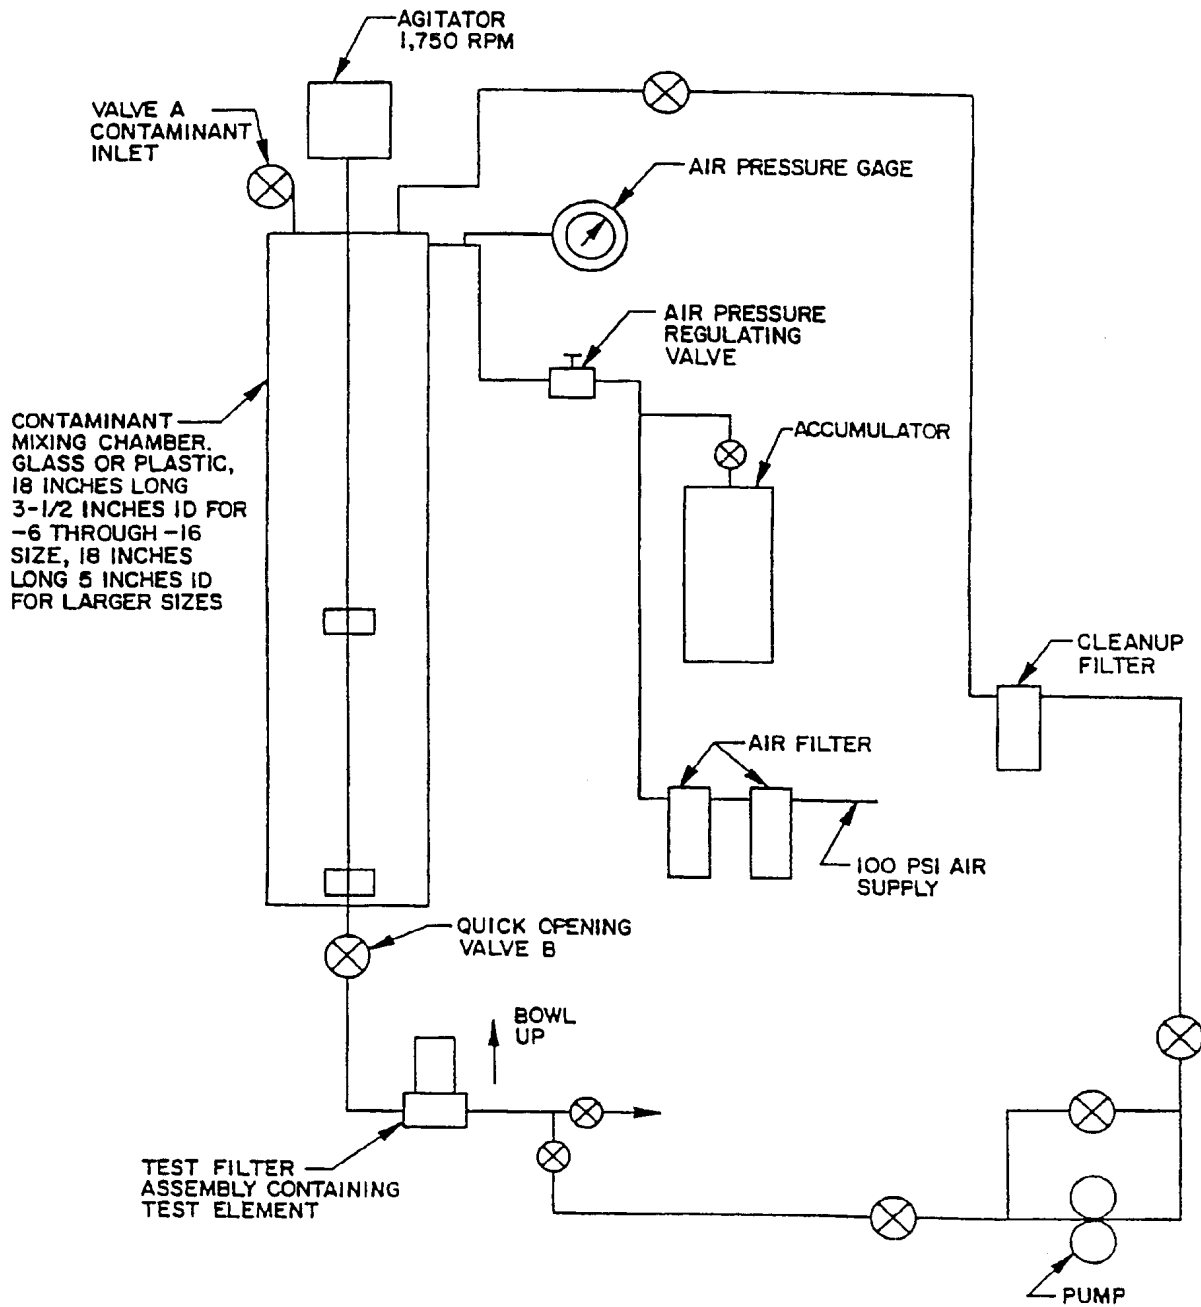 AGITATOR
1,750 RPM
VALVE A
CONTAMINANT
INLET
AIR PRESSURE GAGE
AIR PRESSURE
REGULATING
VALVE
CONTAMINANT
MIXING CHAMBER.
GLASS OR PLASTIC,
18 INCHES LONG
3-1/2 INCHES ID FOR
-6 THROUGH -16
SIZE, 18 INCHES
LONG 5 INCHES ID
FOR LARGER SIZES
ACCUMULATOR
CLEANUP
FILTER
AIR FILTER
100 PSI AIR
SUPPLY
QUICK OPENING
VALVE B
BOWL
UP
TEST FILTER
ASSEMBLY CONTAINING
TEST ELEMENT
PUMP